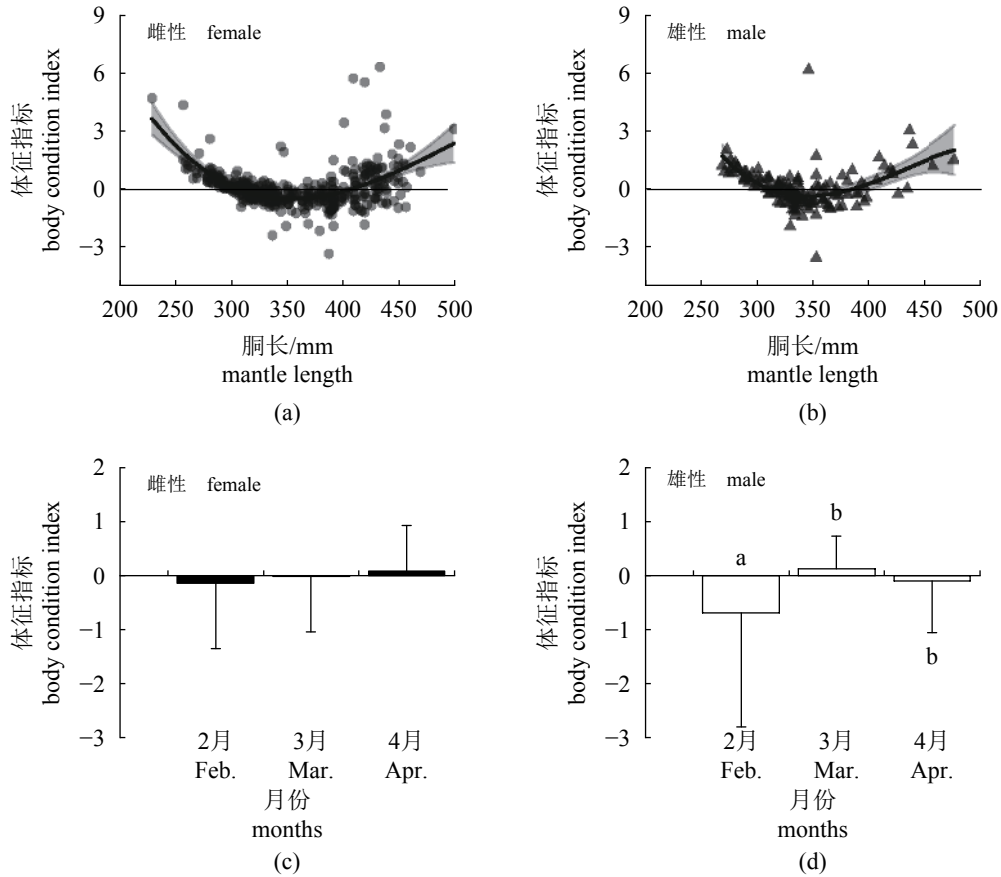 9
6
3
0
−3
体征指标
body condition index
雌性 female
200 250 300 350 400 450 500
胴长/mm
mantle length
(a)
9
6
3
0
−3
体征指标
body condition index
雄性 male
200 250 300 350 400 450 500
胴长/mm
mantle length
(b)
2
1
0
−1
−2
−3
体征指标
body condition index
雌性 female
2月 3月 4月
Feb. Mar. Apr.
月份
months
(c)
2
1
0
−1
−2
−3
体征指标
body condition index
雄性 male
a
b
b
2月 3月 4月
Feb. Mar. Apr.
月份
months
(d)